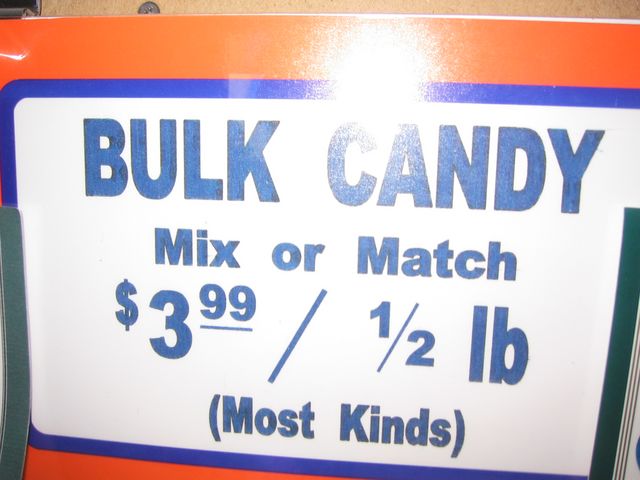 BULK CANDY
Mix or Match
$3 99 / 1/2 lb
(Most Kinds)